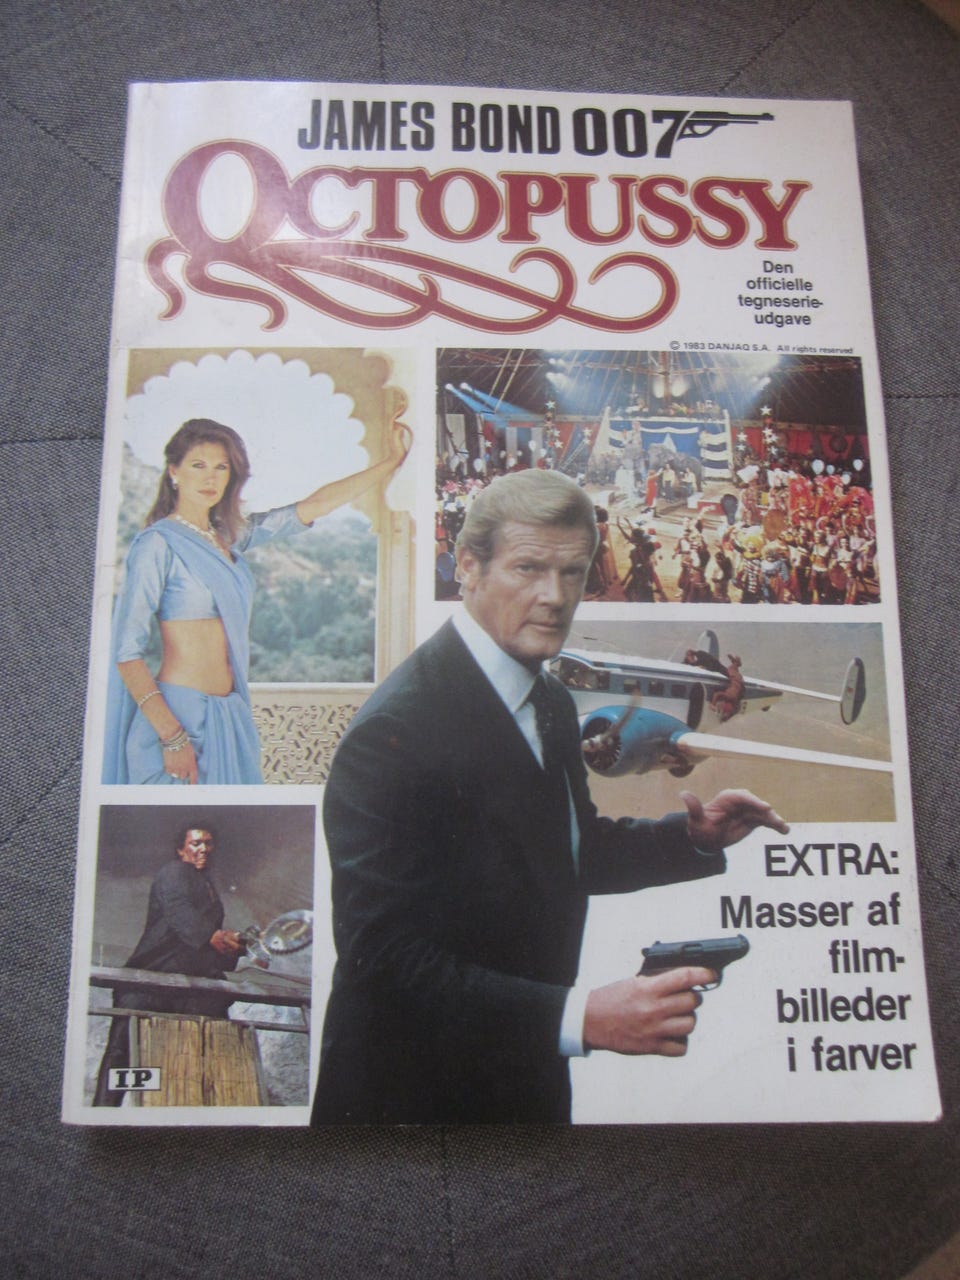 JAMES BOND 007
OCTOPUSSY
Den
officielle
tegneserie-
udgave
© 1983 DANJAQ S.A. All rights reserved
EXTRA:
Masser af
film-
billeder
i farver
IP